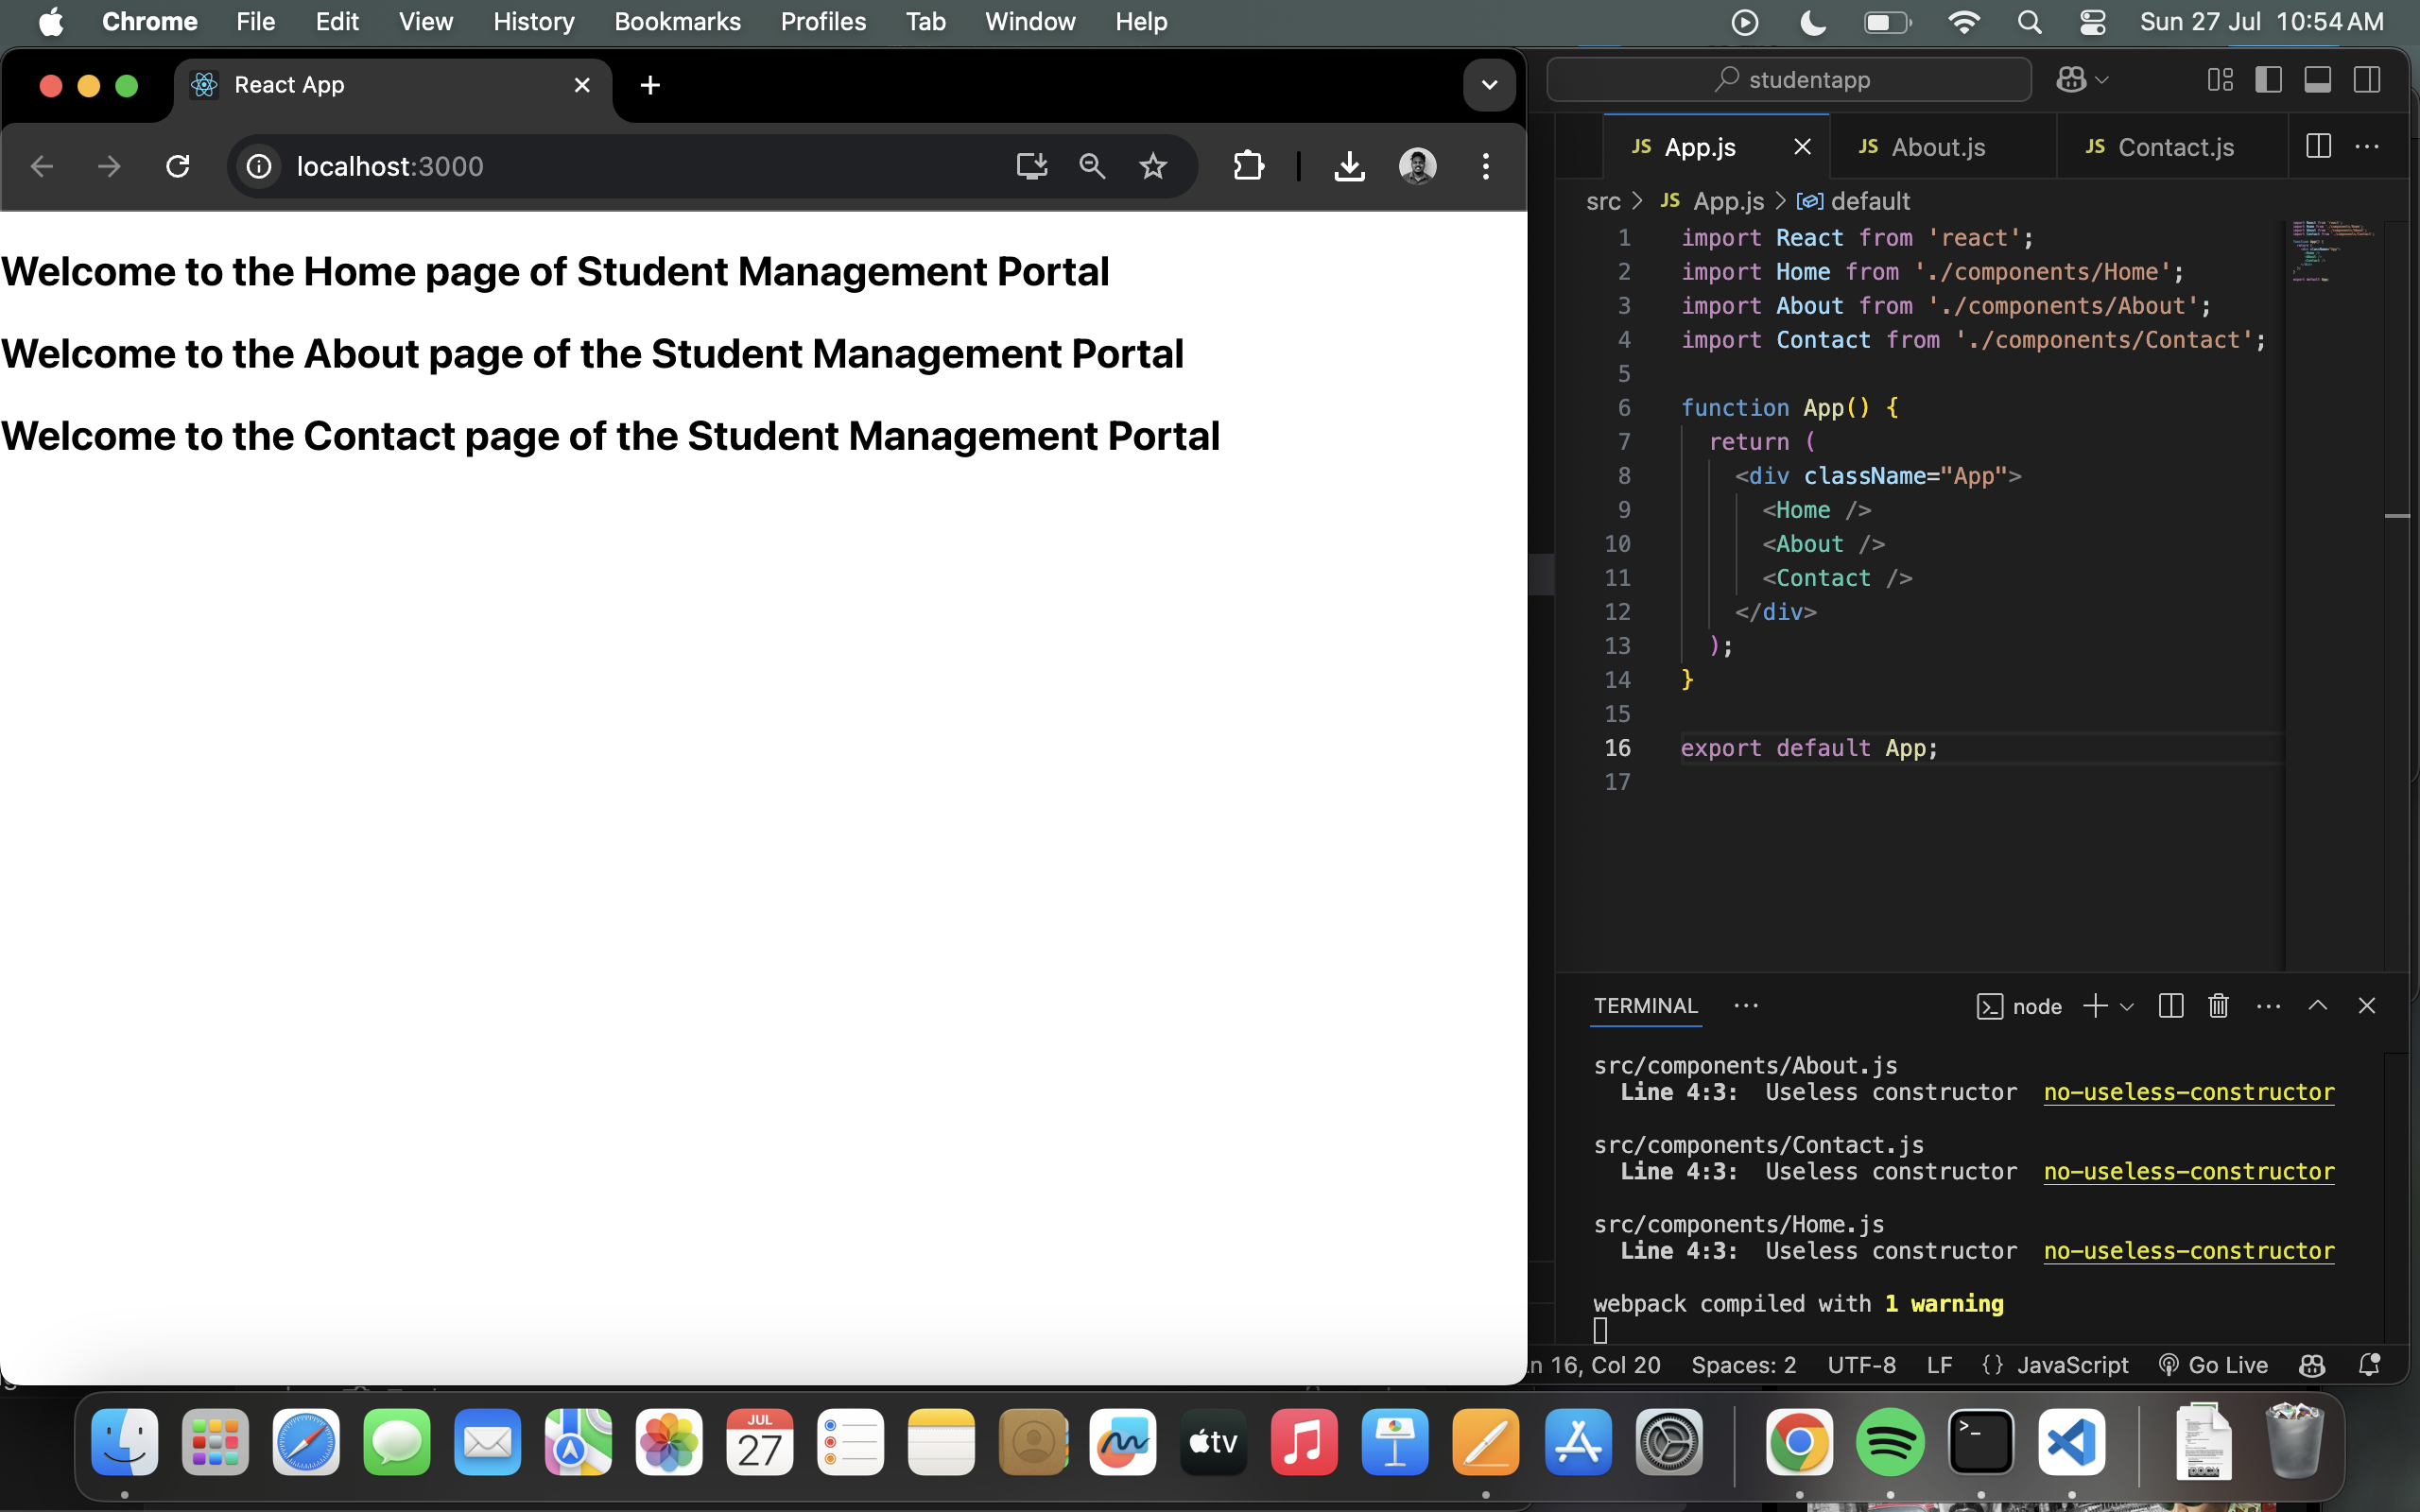 Chrome File Edit View History Bookmarks Profiles Tab Window Help
Sun 27 Jul 10:54 AM
React App
localhost:3000
Welcome to the Home page of Student Management Portal
Welcome to the About page of the Student Management Portal
Welcome to the Contact page of the Student Management Portal
studentapp
JS App.js JS About.js JS Contact.js
src > JS App.js > default
1 import React from 'react';
2 import Home from './components/Home';
3 import About from './components/About';
4 import Contact from './components/Contact';
5
6 function App() {
7 return (
8 <div className="App">
9 <Home />
10 <About />
11 <Contact />
12 </div>
13 );
14 }
15
16 export default App;
17
TERMINAL
node
src/components/About.js
Line 4:3: Useless constructor no-useless-constructor
src/components/Contact.js
Line 4:3: Useless constructor no-useless-constructor
src/components/Home.js
Line 4:3: Useless constructor no-useless-constructor
webpack compiled with 1 warning
n 16, Col 20 Spaces: 2 UTF-8 LF {} JavaScript Go Live
JUL
27
tv